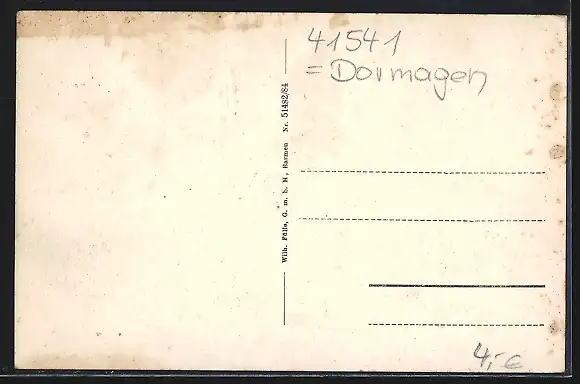 41541
= Dormagen
Wilh. Fülle, G. m. b. H., Barmen Nr. 51482/84
4,- €